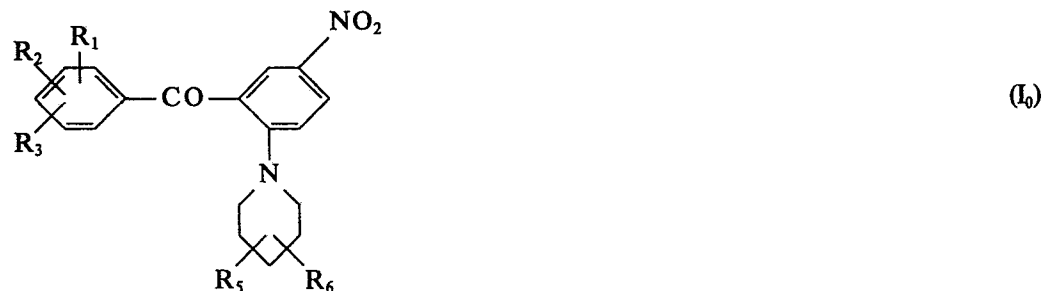 NO₂
R₂ R₁
CO (I₀)
R₃
N
R₅ R₆